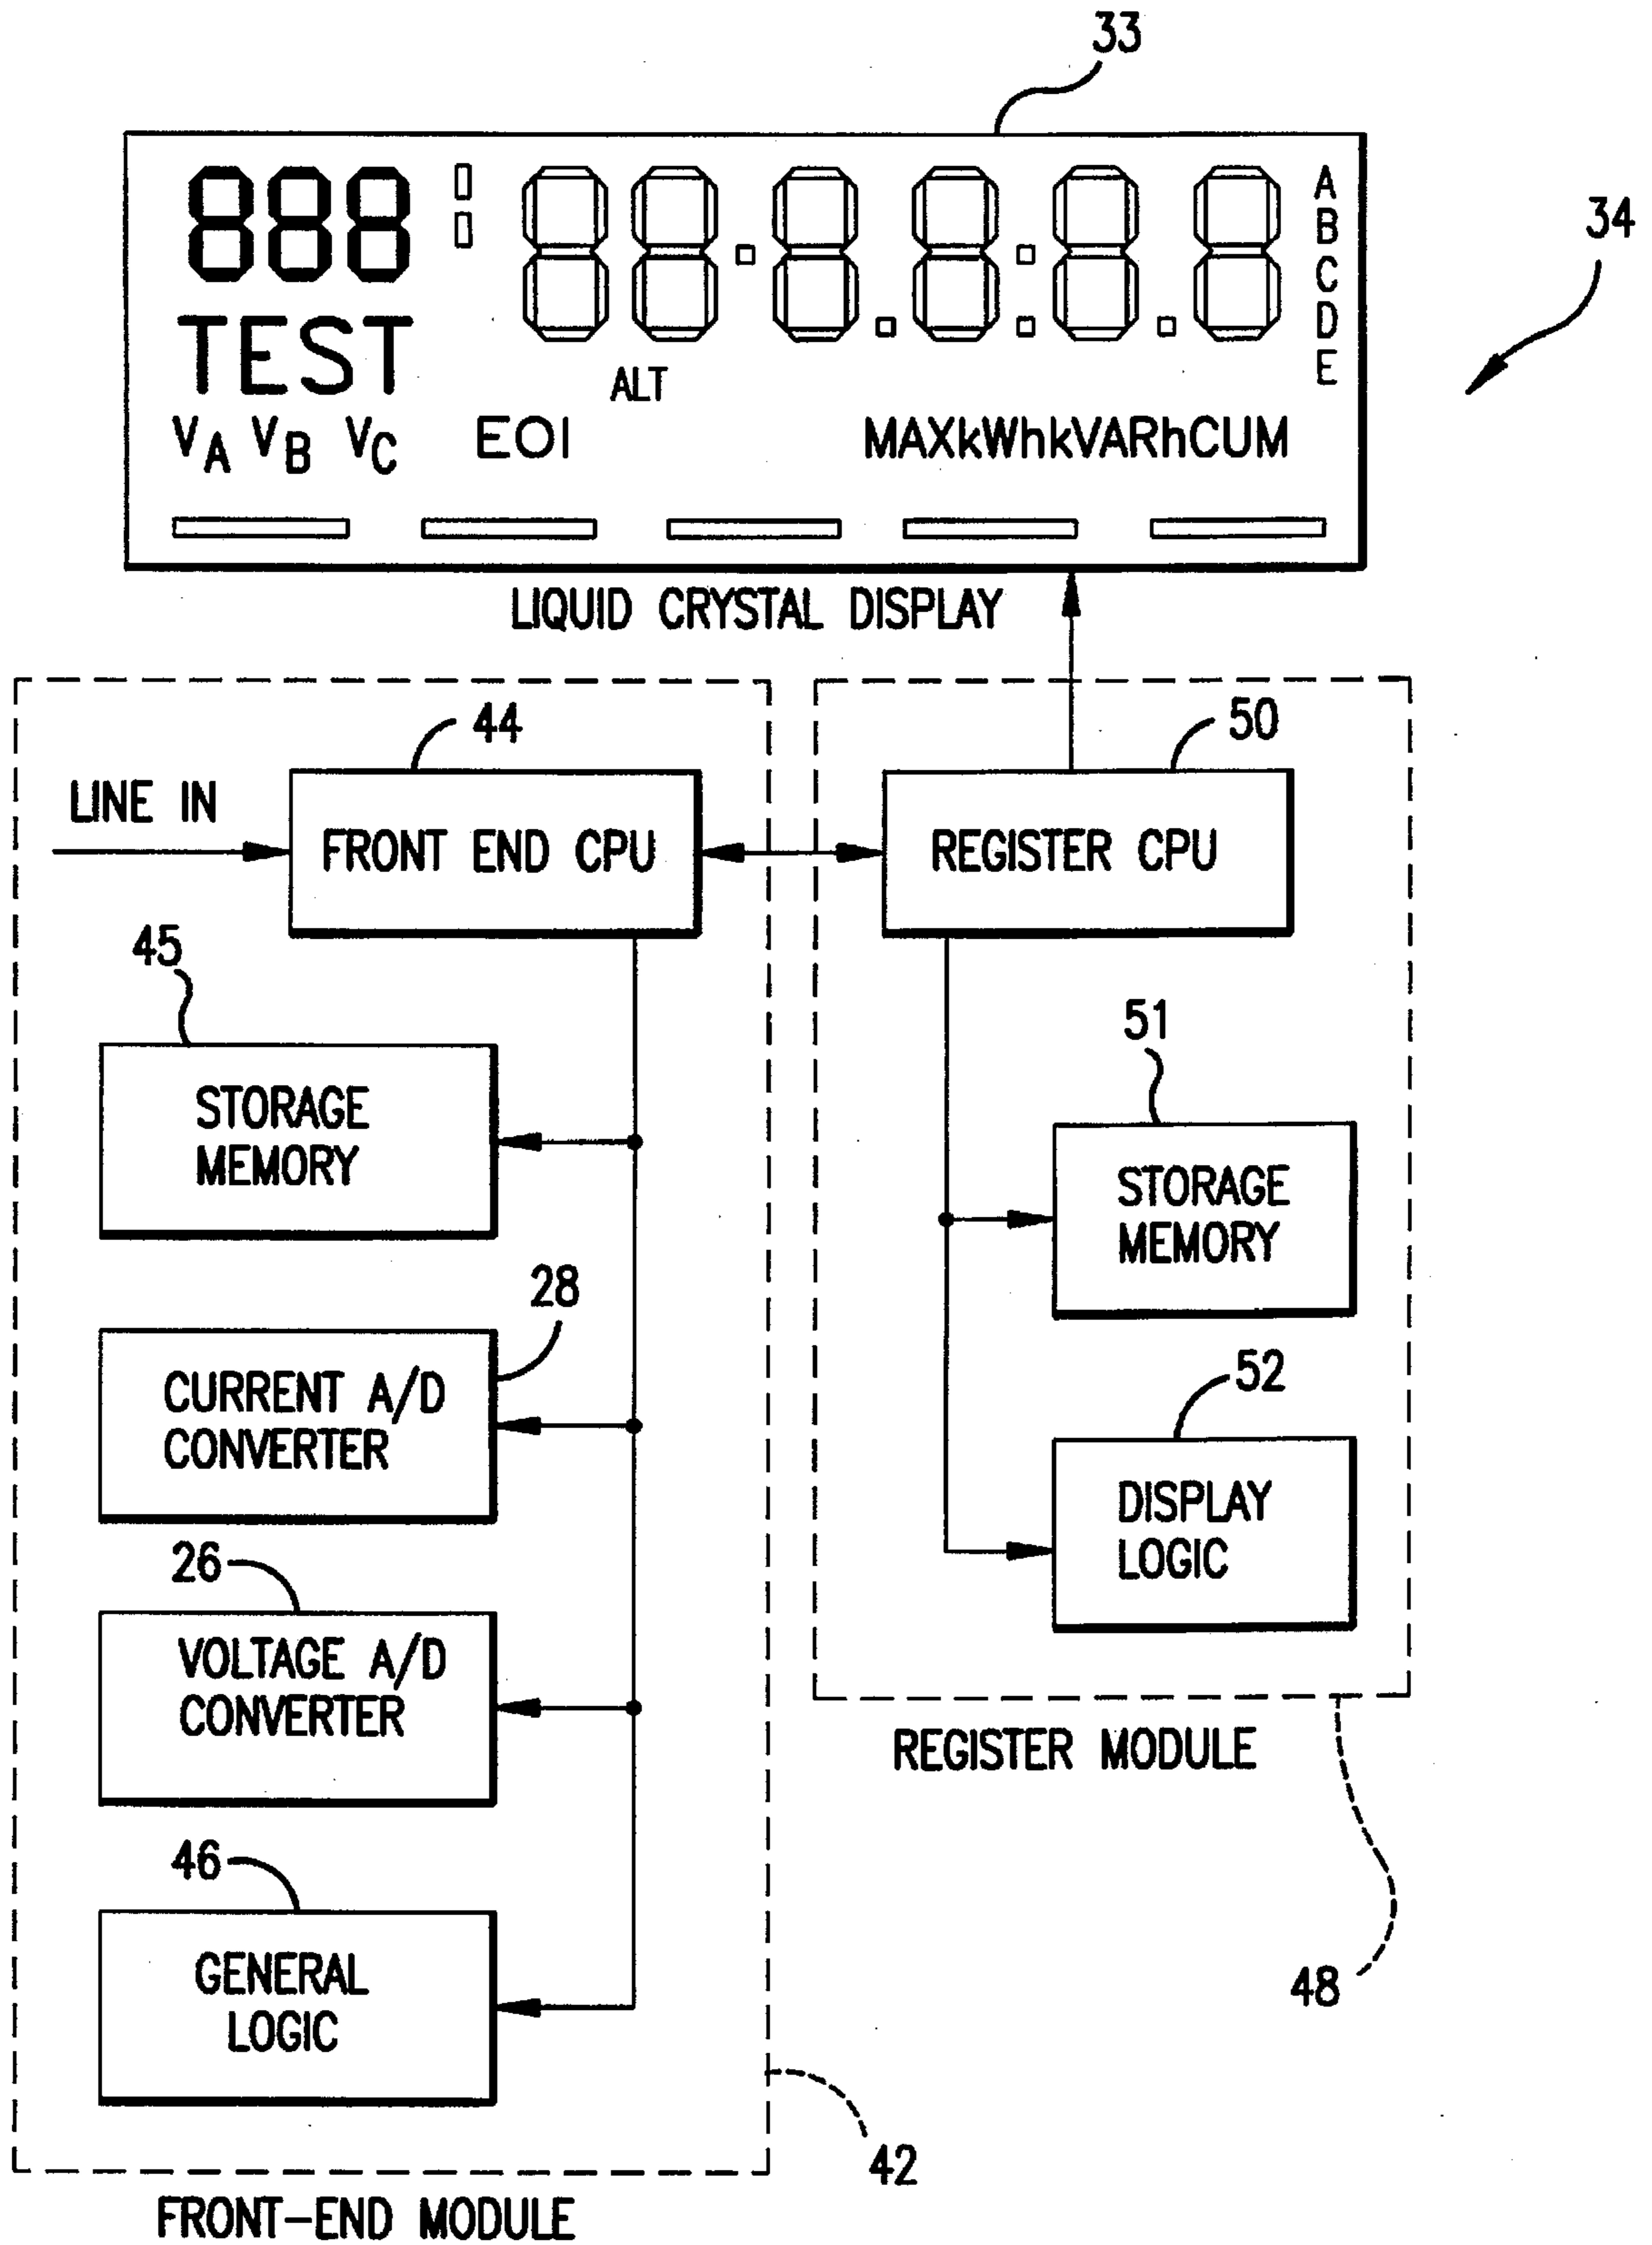 33
34
888
A
B
C
D
E
TEST
ALT
VA VB VC
EOI
MAXkWhkVARhCUM
LIQUID CRYSTAL DISPLAY
44
50
LINE IN
FRONT END CPU
REGISTER CPU
45
STORAGE
MEMORY
51
STORAGE
MEMORY
28
CURRENT A/D
CONVERTER
52
DISPLAY
LOGIC
26
VOLTAGE A/D
CONVERTER
REGISTER MODULE
46
GENERAL
LOGIC
48
42
FRONT-END MODULE